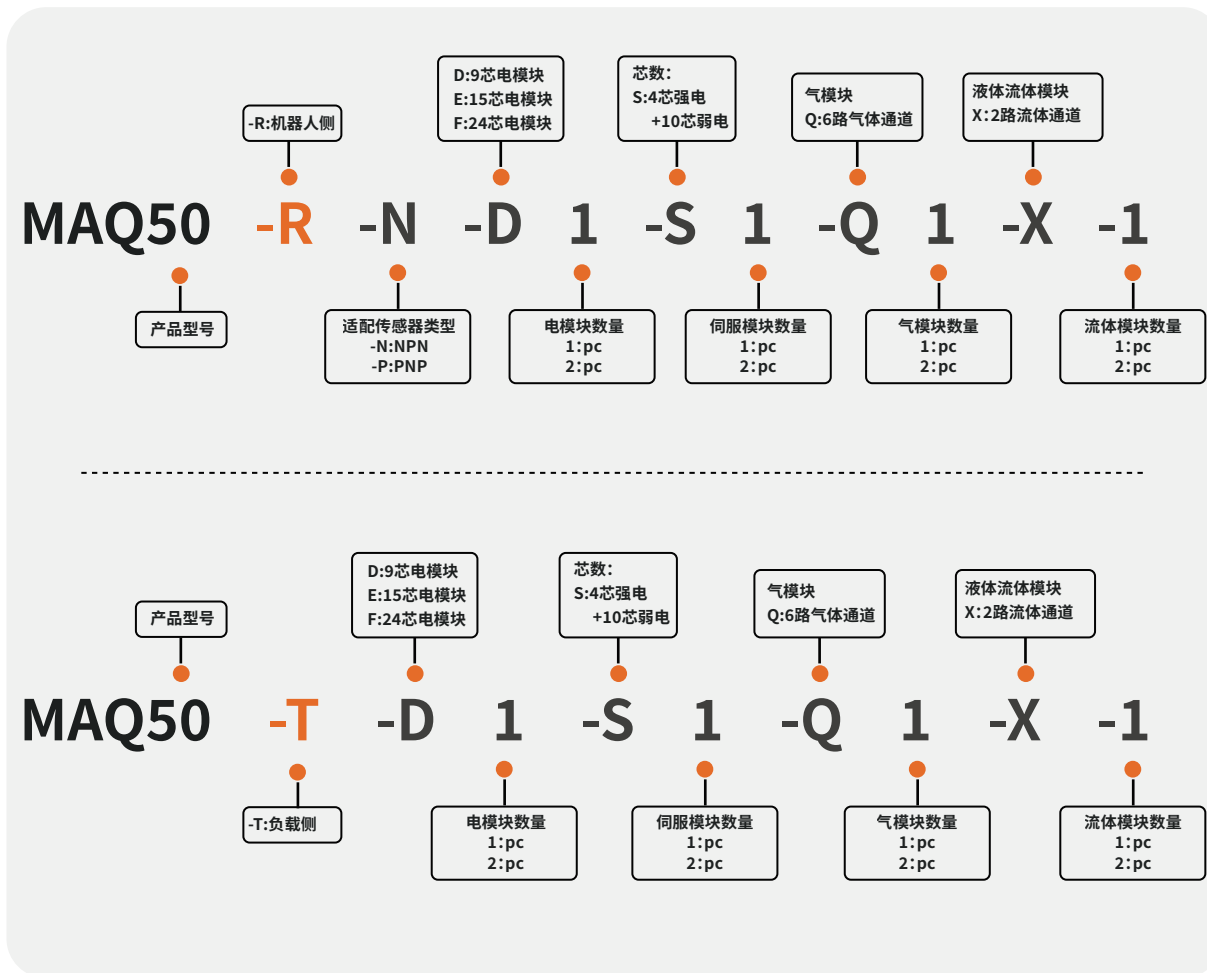 D:9芯电模块
E:15芯电模块
F:24芯电模块
芯数：
S:4芯强电
+10芯弱电
气模块
Q:6路气体通道
液体流体模块
X：2路流体通道
-R:机器人侧
MAQ50 -R -N -D 1 -S 1 -Q 1 -X -1
产品型号
适配传感器类型
-N:NPN
-P:PNP
电模块数量
1：pc
2：pc
伺服模块数量
1：pc
2：pc
气模块数量
1：pc
2：pc
流体模块数量
1：pc
2：pc
产品型号
D:9芯电模块
E:15芯电模块
F:24芯电模块
芯数：
S:4芯强电
+10芯弱电
气模块
Q:6路气体通道
液体流体模块
X：2路流体通道
MAQ50 -T -D 1 -S 1 -Q 1 -X -1
-T:负载侧
电模块数量
1：pc
2：pc
伺服模块数量
1：pc
2：pc
气模块数量
1：pc
2：pc
流体模块数量
1：pc
2：pc